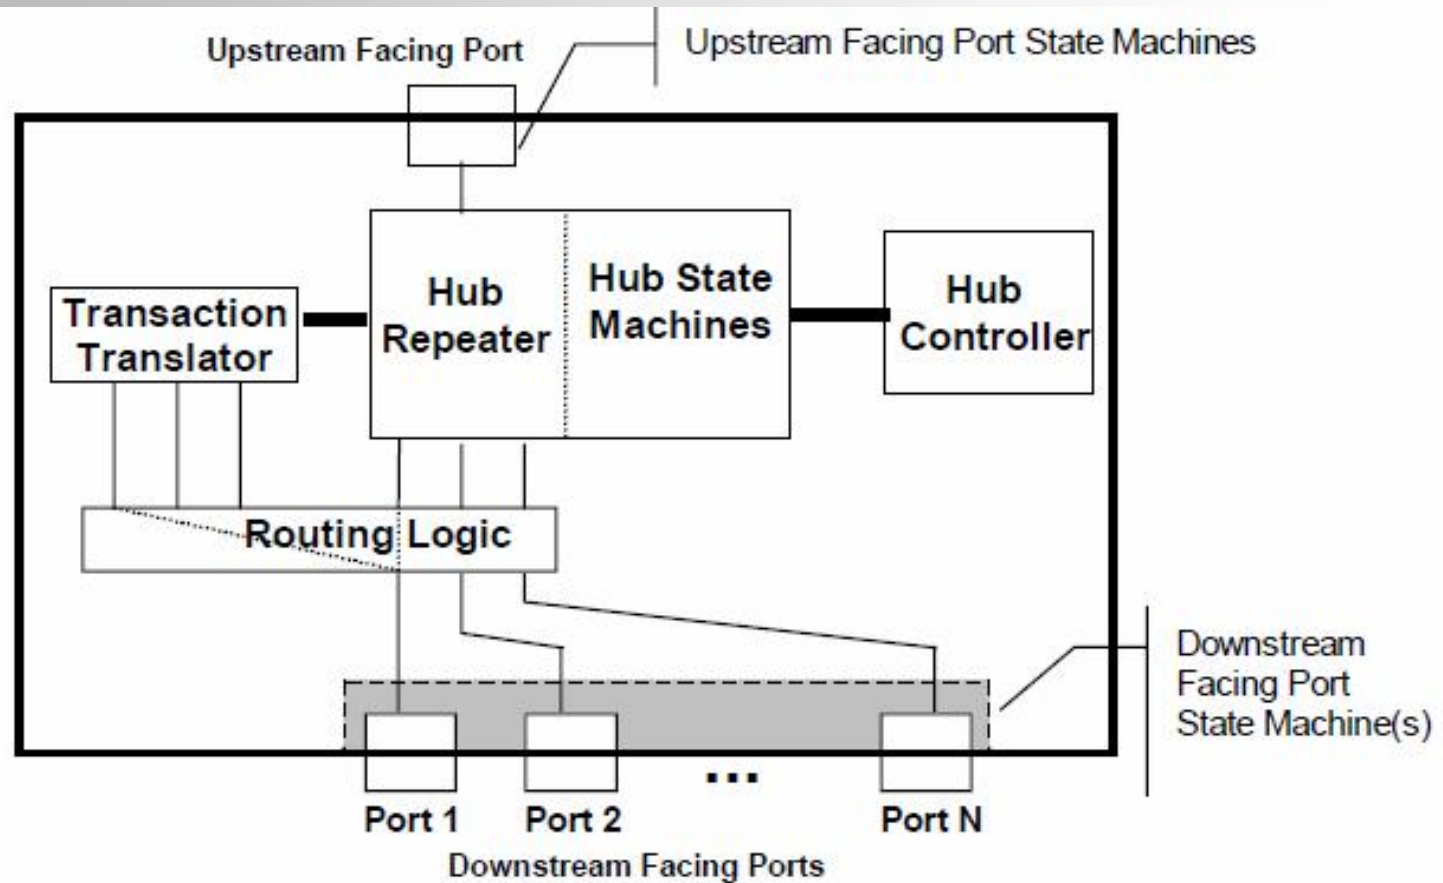 Upstream Facing Port
Upstream Facing Port State Machines
Hub
Repeater
Hub State
Machines
Hub
Controller
Transaction
Translator
Routing Logic
Downstream
Facing Port
State Machine(s)
...
Port 1
Port 2
Port N
Downstream Facing Ports